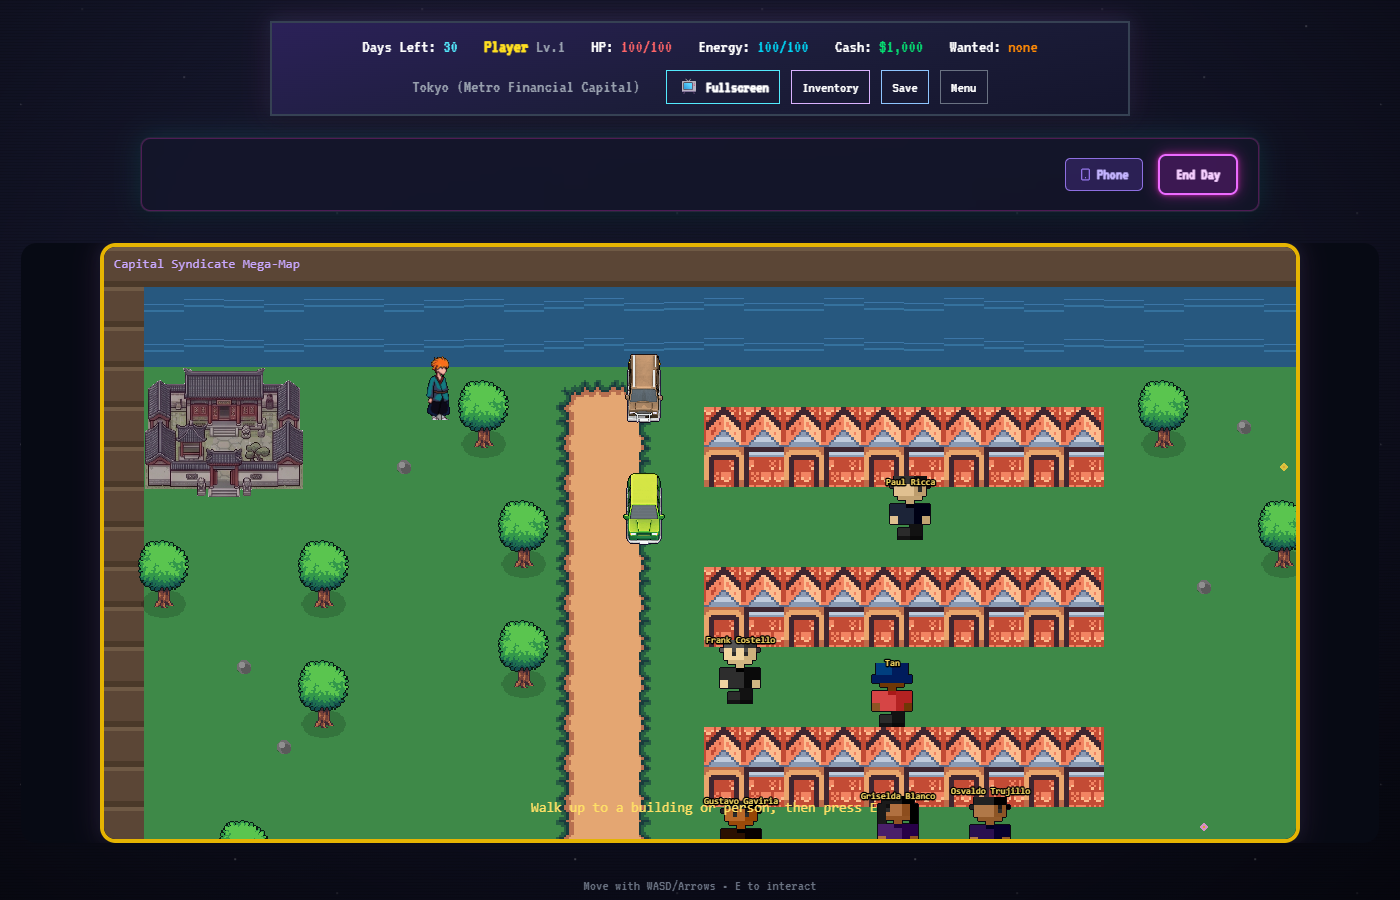 Days Left: 30 Player Lv.1 HP: 100/100 Energy: 100/100 Cash: $1,000 Wanted: none
Tokyo (Metro Financial Capital) Fullscreen Inventory Save Menu
Phone End Day
Capital Syndicate Mega-Map
Paul Ricca
Frank Costello
Tan
Griselda Blanco Osvaldo Trujillo
Gustavo Gaviria
Walk up to a building or person, then press E
Move with WASD/Arrows - E to interact